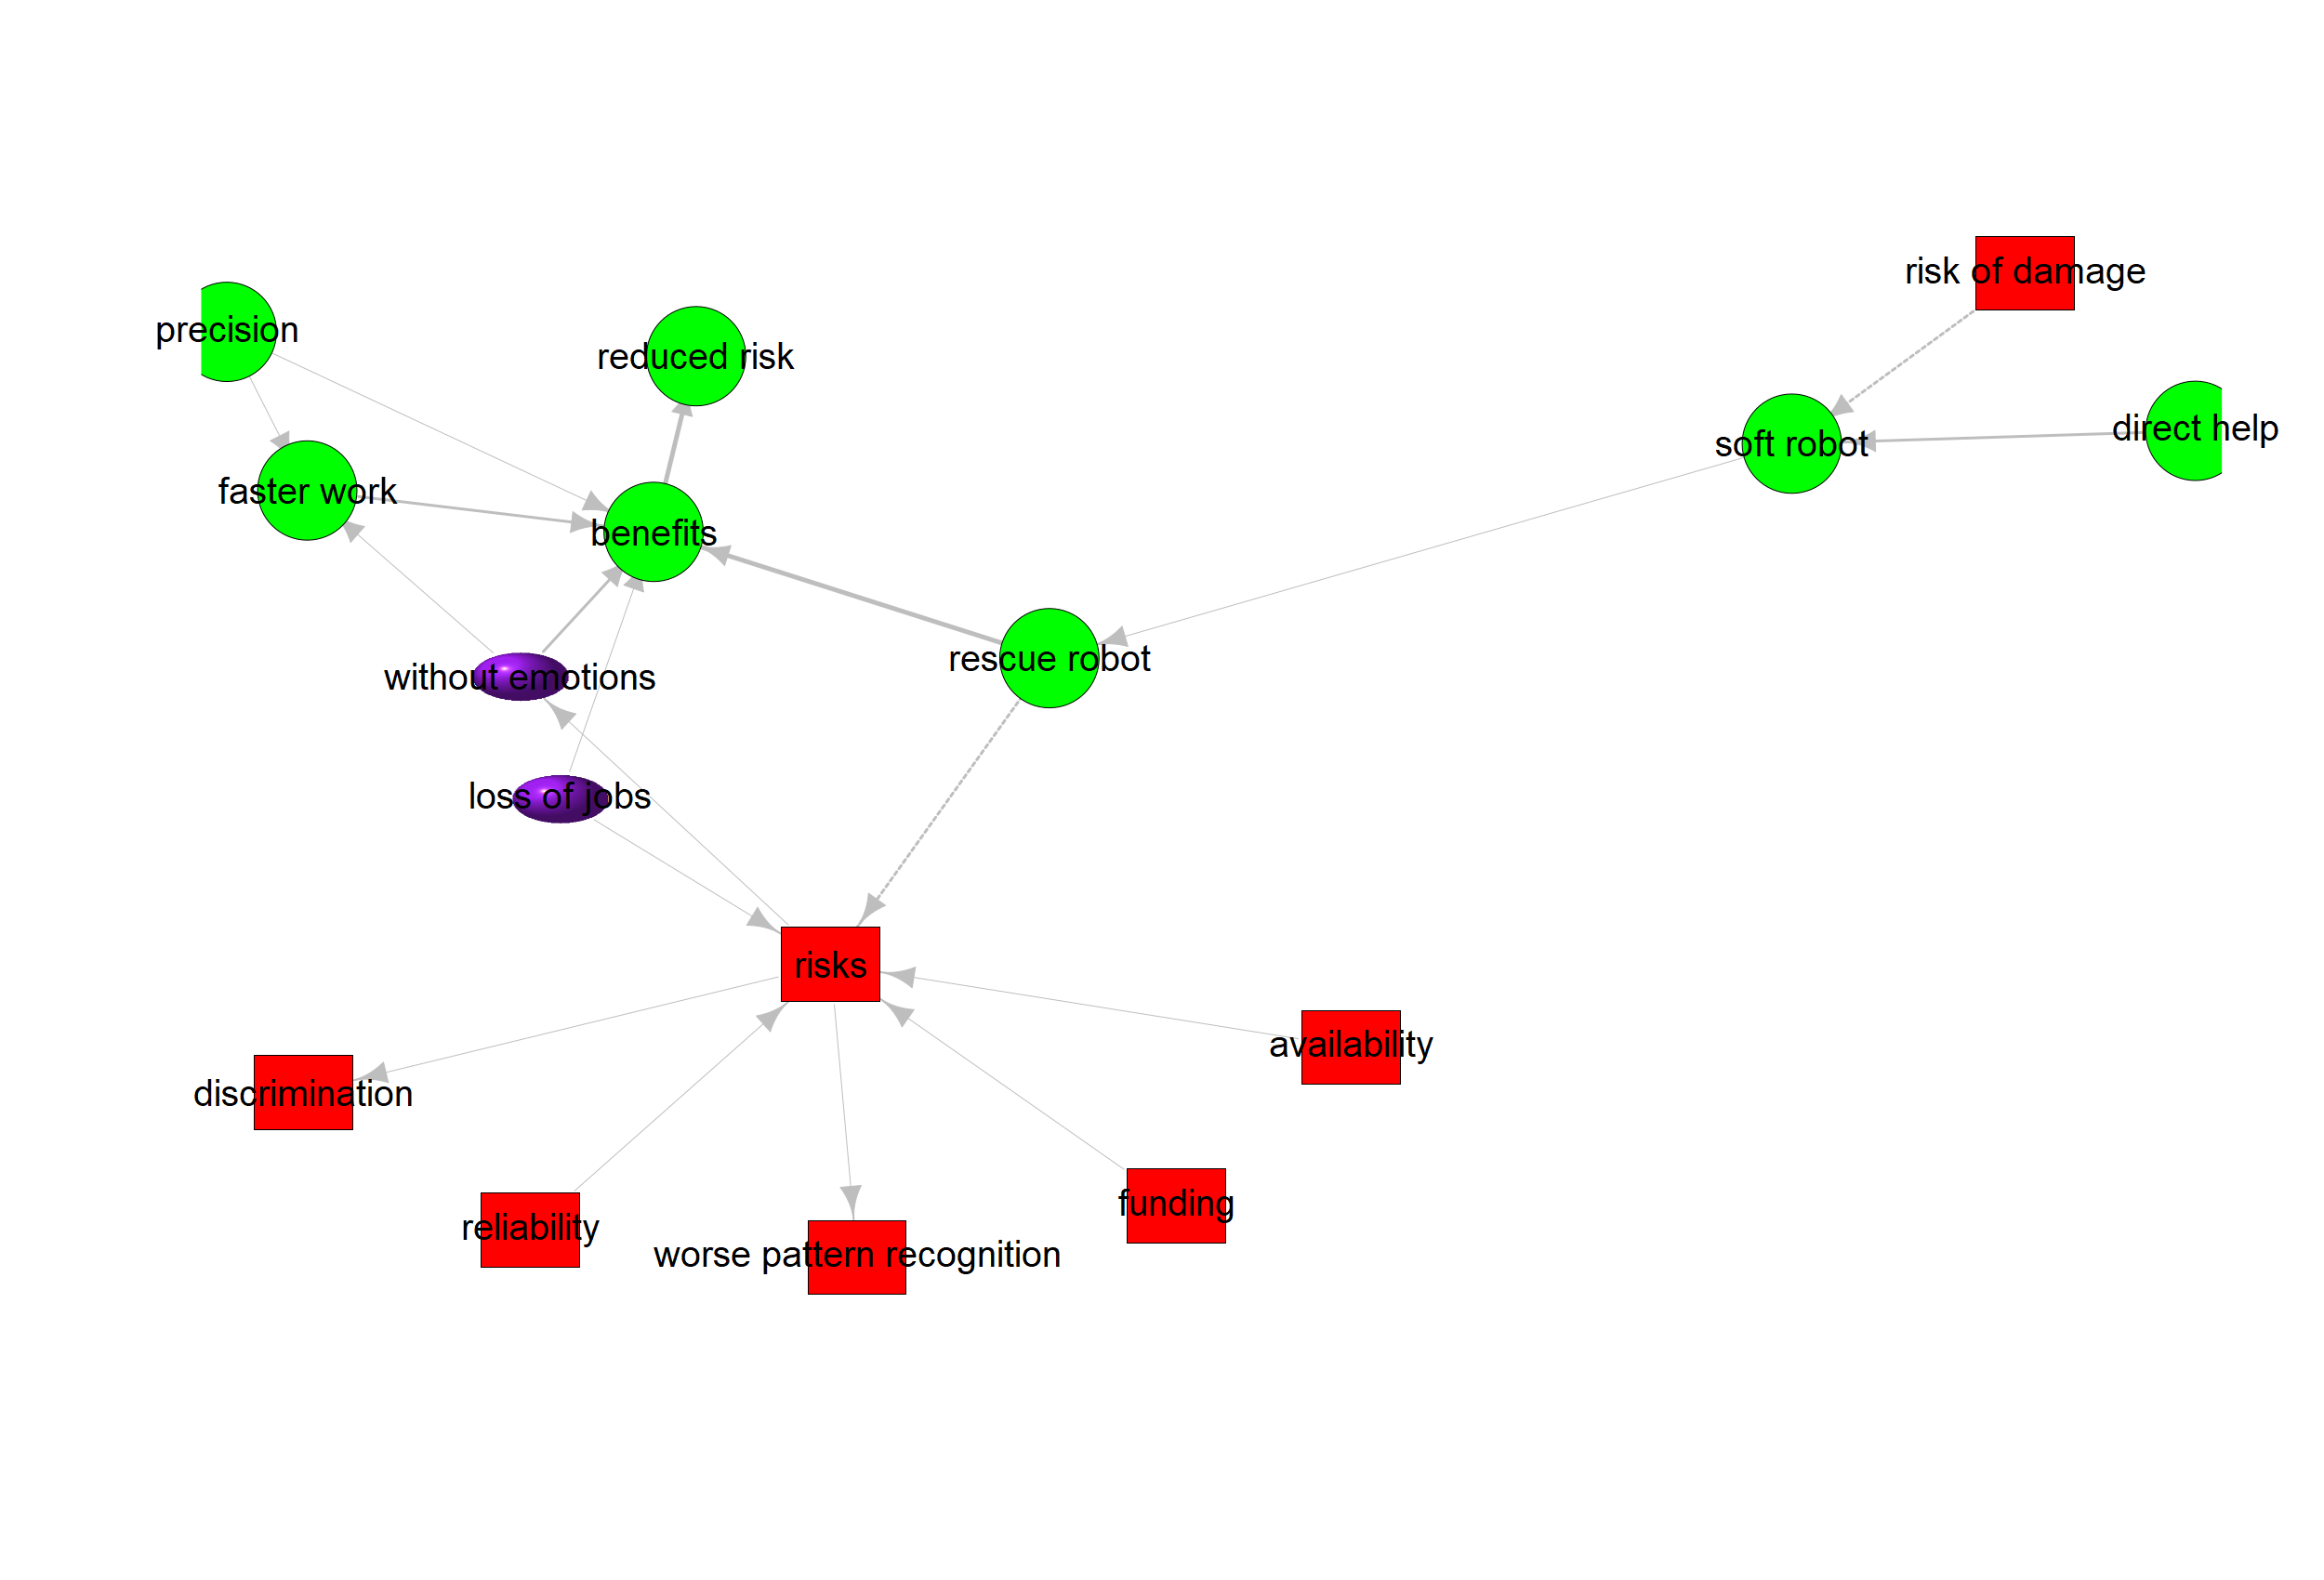 risk of damage
precision
reduced risk
direct help
soft robot
faster work
benefits
rescue robot
without emotions
loss of jobs
risks
availability
discrimination
funding
reliability
worse pattern recognition